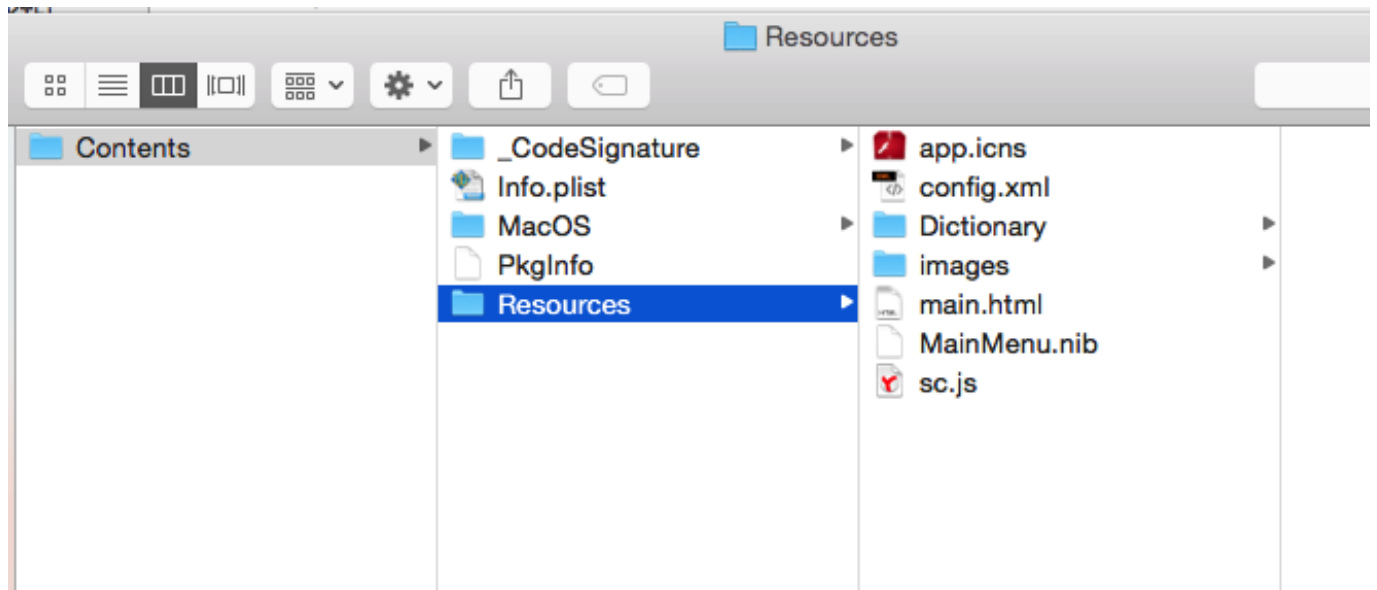 Resources
Contents
_CodeSignature
Info.plist
MacOS
PkgInfo
Resources
app.icns
config.xml
Dictionary
images
main.html
MainMenu.nib
sc.js